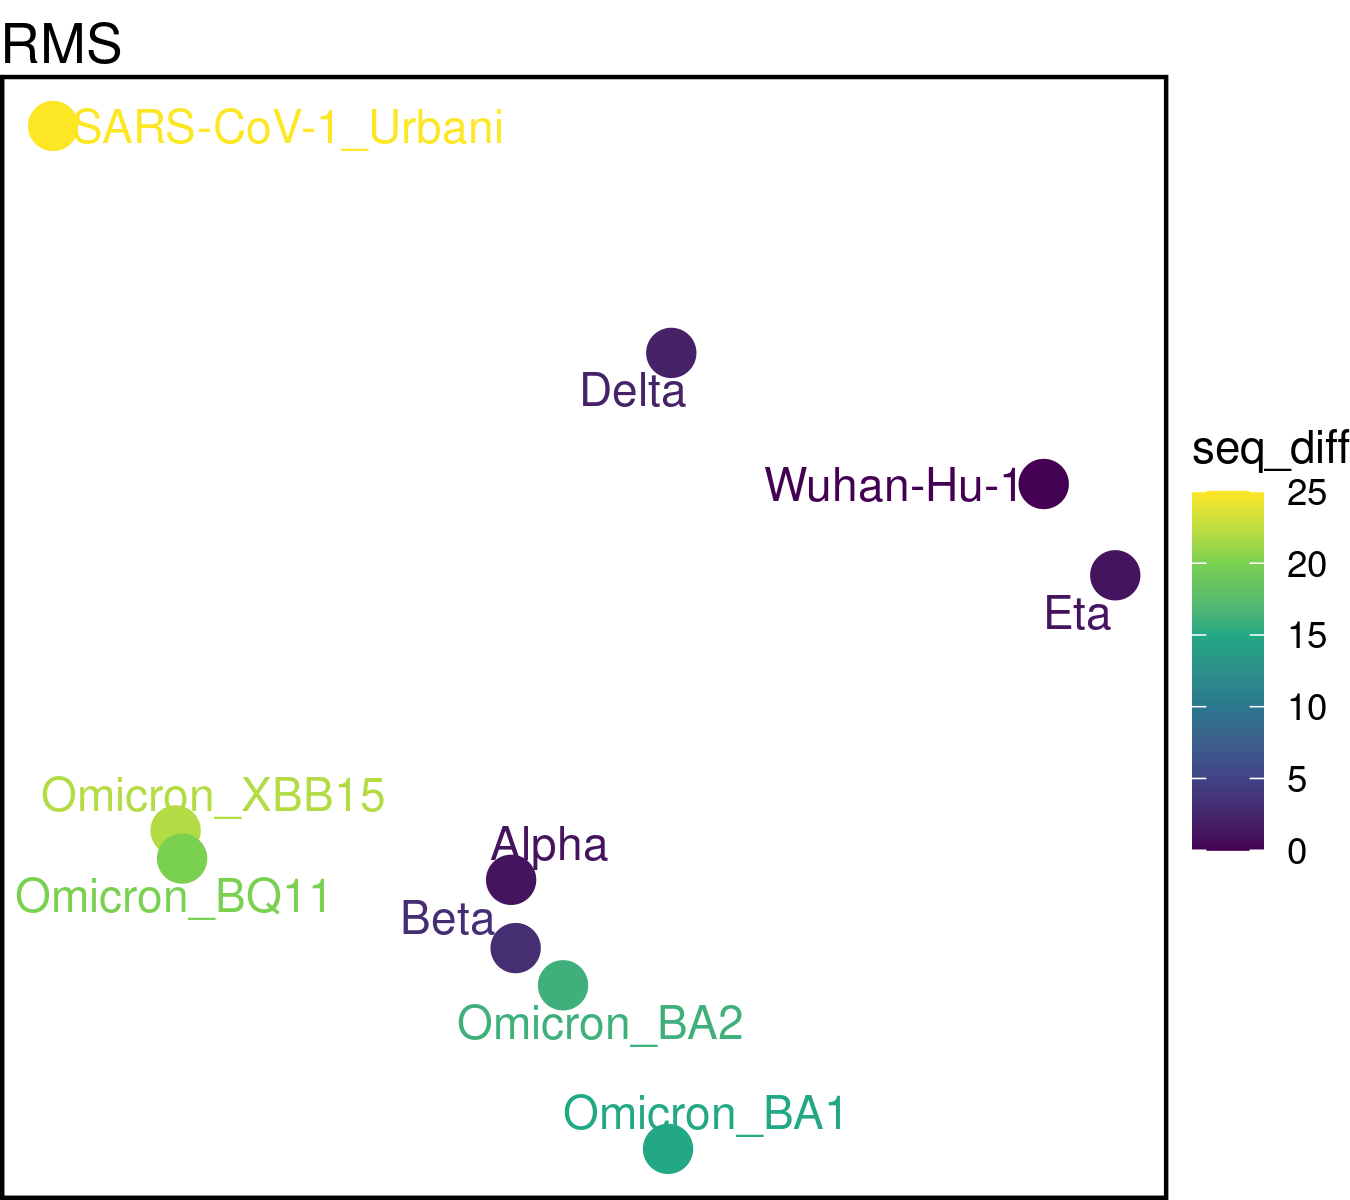 RMS
SARS-CoV-1_Urbani
Delta
Wuhan-Hu-1
Eta
Omicron_XBB15
Omicron_BQ11
Alpha
Beta
Omicron_BA2
Omicron_BA1
seq_diff
25
20
15
10
5
0